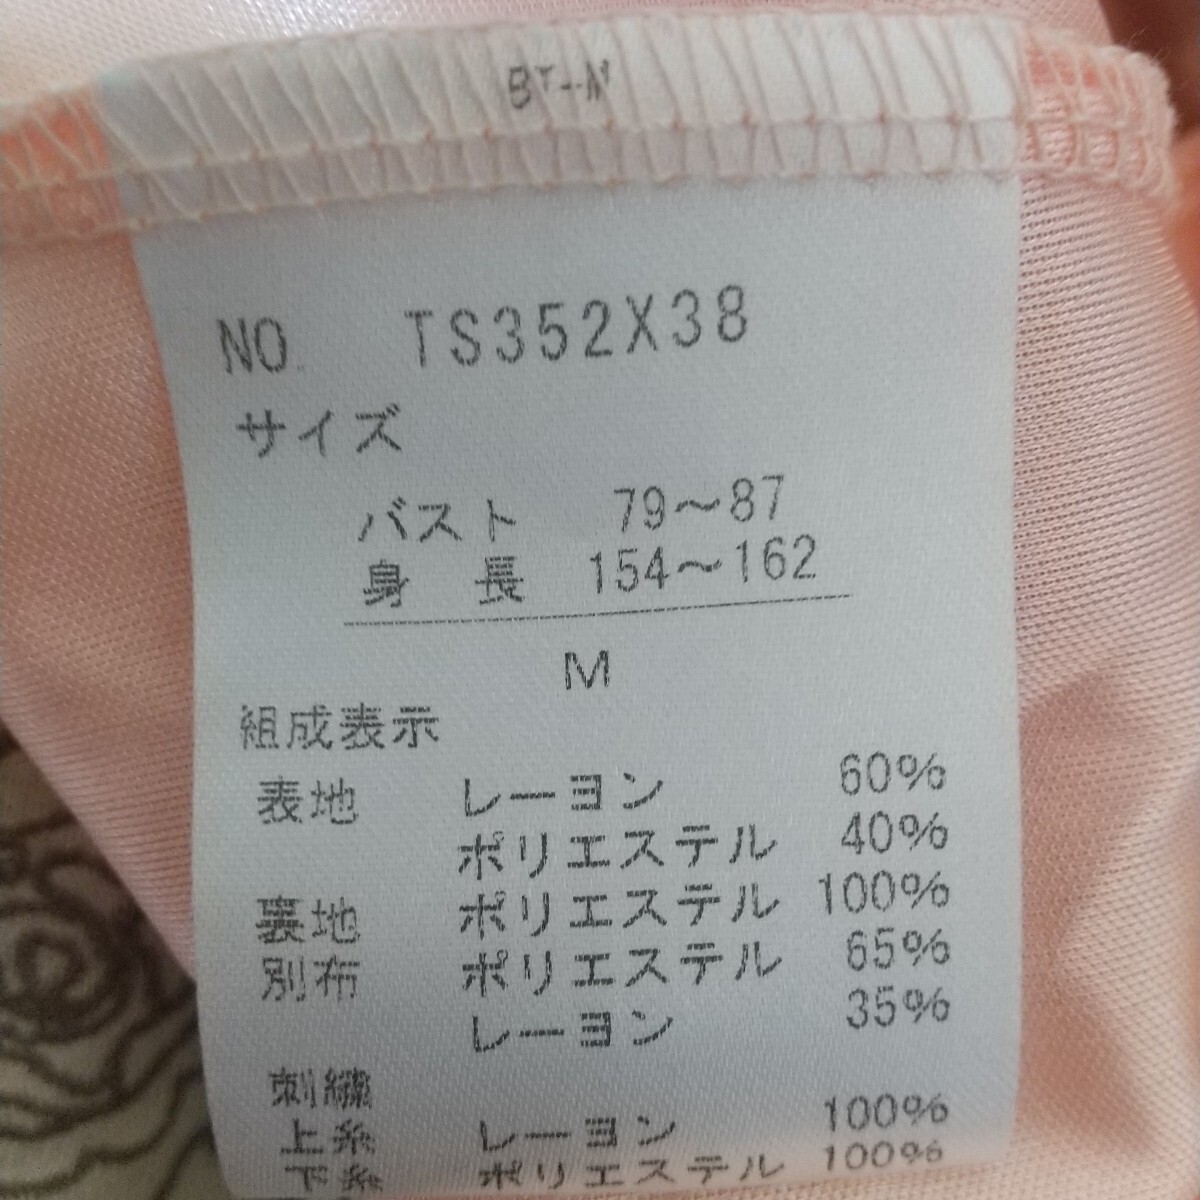 BT-M
NO. TS352X38
サイズ
バスト 79～87
身 長 154～162
M
組成表示
表地 レーヨン 60%
ポリエステル 40%
裏地 ポリエステル 100%
別布 ポリエステル 65%
レーヨン 35%
刺繍
上糸 レーヨン 100%
下糸 ポリエステル 100%